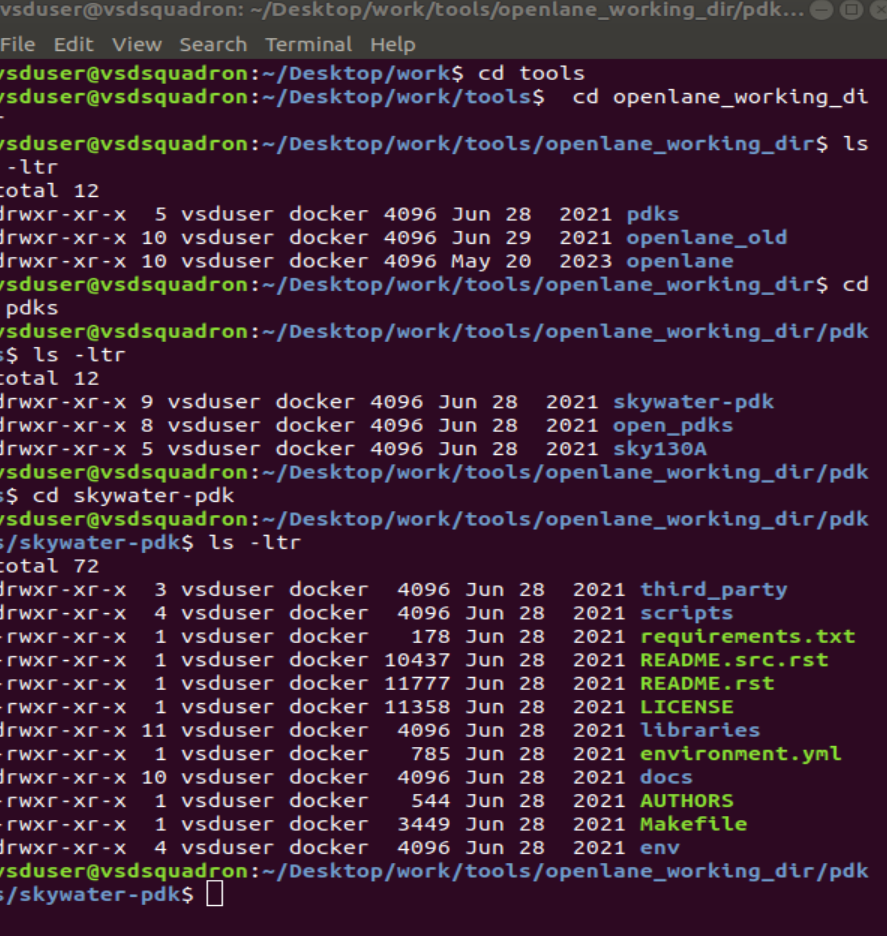 vsduser@vsdsquadron: ~/Desktop/work/tools/openlane_working_dir/pdk...
File Edit View Search Terminal Help
vsduser@vsdsquadron:~/Desktop/work$ cd tools
vsduser@vsdsquadron:~/Desktop/work/tools$  cd openlane_working_di
r
vsduser@vsdsquadron:~/Desktop/work/tools/openlane_working_dir$ ls
 -ltr
total 12
drwxr-xr-x  5 vsduser docker 4096 Jun 28  2021 pdks
drwxr-xr-x 10 vsduser docker 4096 Jun 29  2021 openlane_old
drwxr-xr-x 10 vsduser docker 4096 May 20  2023 openlane
vsduser@vsdsquadron:~/Desktop/work/tools/openlane_working_dir$ cd
 pdks
vsduser@vsdsquadron:~/Desktop/work/tools/openlane_working_dir/pdk
s$ ls -ltr
total 12
drwxr-xr-x 9 vsduser docker 4096 Jun 28  2021 skywater-pdk
drwxr-xr-x 8 vsduser docker 4096 Jun 28  2021 open_pdks
drwxr-xr-x 5 vsduser docker 4096 Jun 28  2021 sky130A
vsduser@vsdsquadron:~/Desktop/work/tools/openlane_working_dir/pdk
s$ cd skywater-pdk
vsduser@vsdsquadron:~/Desktop/work/tools/openlane_working_dir/pdk
s/skywater-pdk$ ls -ltr
total 72
drwxr-xr-x  3 vsduser docker  4096 Jun 28  2021 third_party
drwxr-xr-x  4 vsduser docker  4096 Jun 28  2021 scripts
-rwxr-xr-x  1 vsduser docker   178 Jun 28  2021 requirements.txt
-rwxr-xr-x  1 vsduser docker 10437 Jun 28  2021 README.src.rst
-rwxr-xr-x  1 vsduser docker 11777 Jun 28  2021 README.rst
-rwxr-xr-x  1 vsduser docker 11358 Jun 28  2021 LICENSE
drwxr-xr-x 11 vsduser docker  4096 Jun 28  2021 libraries
-rwxr-xr-x  1 vsduser docker   785 Jun 28  2021 environment.yml
drwxr-xr-x 10 vsduser docker  4096 Jun 28  2021 docs
-rwxr-xr-x  1 vsduser docker   544 Jun 28  2021 AUTHORS
-rwxr-xr-x  1 vsduser docker  3449 Jun 28  2021 Makefile
drwxr-xr-x  4 vsduser docker  4096 Jun 28  2021 env
vsduser@vsdsquadron:~/Desktop/work/tools/openlane_working_dir/pdk
s/skywater-pdk$